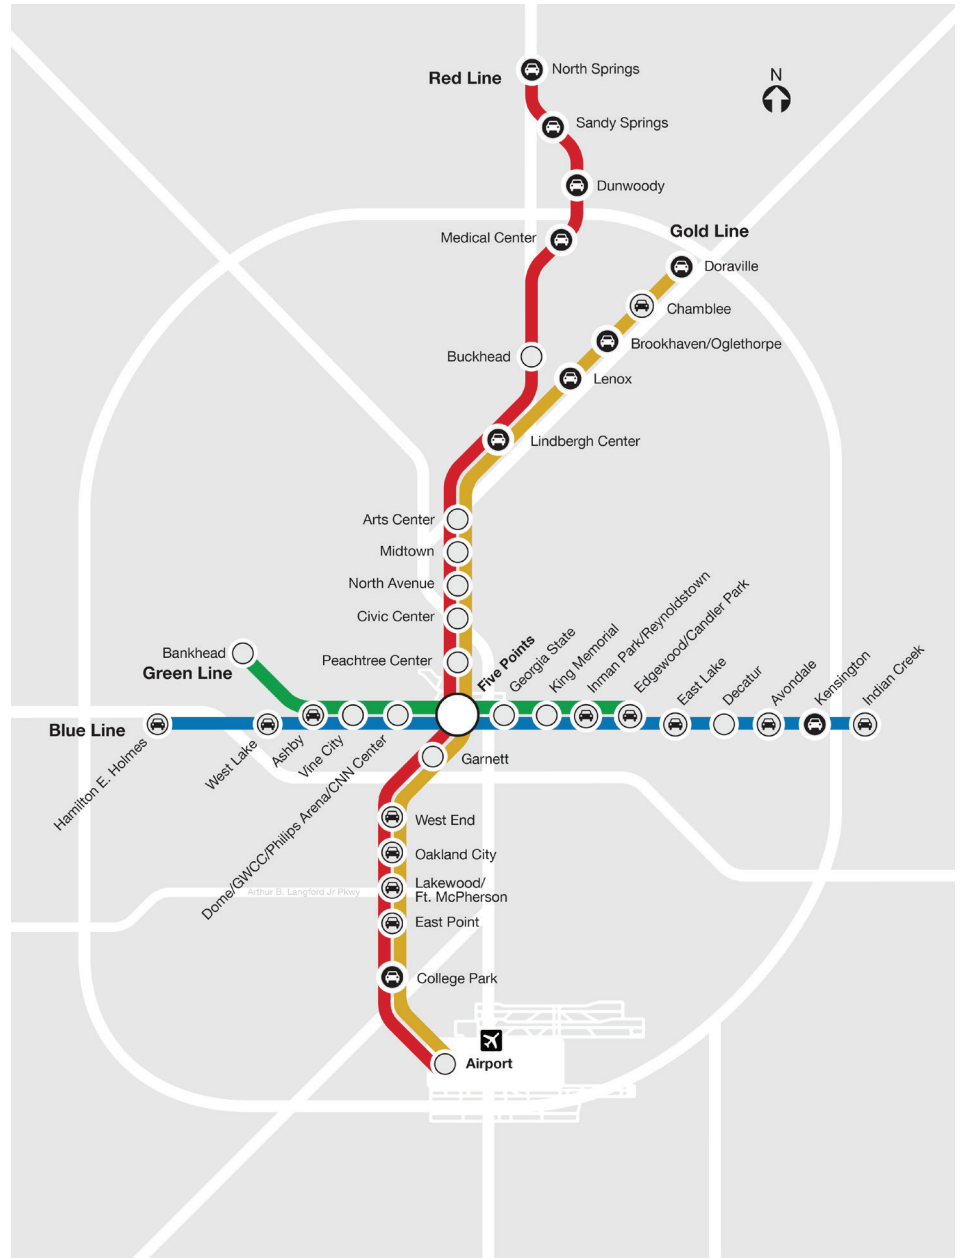 North Springs
Red Line
N
Sandy Springs
Dunwoody
Medical Center
Gold Line
Doraville
Chamblee
Brookhaven/Oglethorpe
Buckhead
Lenox
Lindbergh Center
Arts Center
Midtown
North Avenue
Civic Center
Peachtree Center
Bankhead
Green Line
Blue Line
Hamilton E. Holmes
West Lake
Ashby
Vine City
Dome/GWCC/Philips Arena/CNN Center
Five Points
Georgia State
King Memorial
Inman Park/Reynoldstown
Edgewood/Candler Park
East Lake
Decatur
Avondale
Kensington
Indian Creek
Garnett
West End
Oakland City
Lakewood/
Ft. McPherson
Arthur B. Langford Jr Pkwy
East Point
College Park
Airport